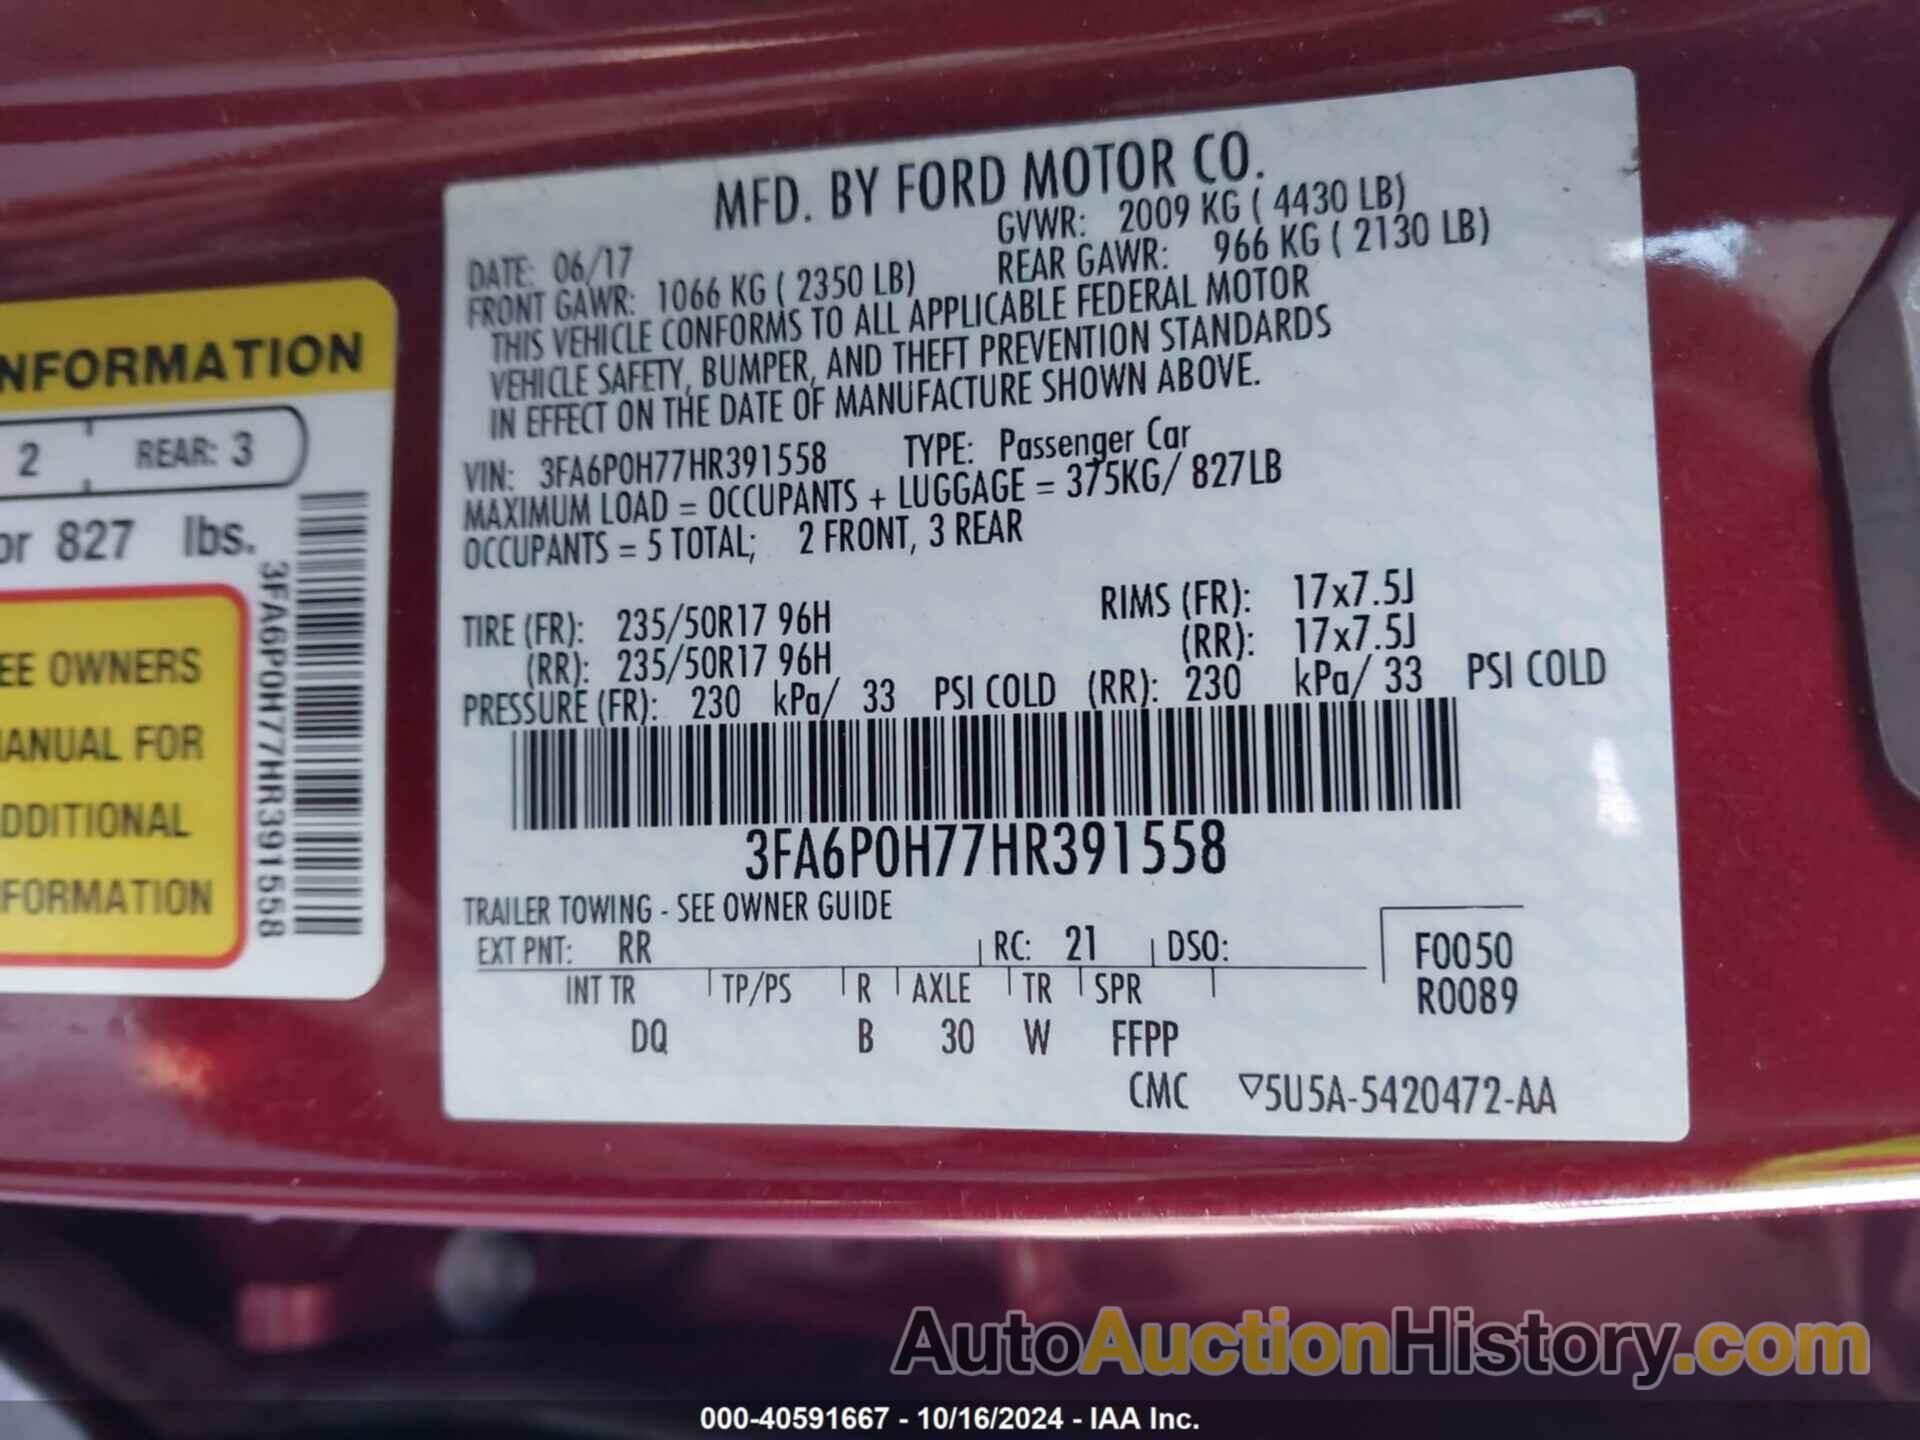 NFORMATION
2 REAR: 3
or 827 lbs.
EE OWNERS
ANUAL FOR
DDITIONAL
FORMATION
3FA6P0H77HR391558
MFD. BY FORD MOTOR CO.
DATE: 06/17 GVWR: 2009 KG ( 4430 LB)
FRONT GAWR: 1066 KG ( 2350 LB) REAR GAWR: 966 KG ( 2130 LB)
THIS VEHICLE CONFORMS TO ALL APPLICABLE FEDERAL MOTOR
VEHICLE SAFETY, BUMPER, AND THEFT PREVENTION STANDARDS
IN EFFECT ON THE DATE OF MANUFACTURE SHOWN ABOVE.
VIN: 3FA6P0H77HR391558 TYPE: Passenger Car
MAXIMUM LOAD = OCCUPANTS + LUGGAGE = 375KG/ 827LB
OCCUPANTS = 5 TOTAL; 2 FRONT, 3 REAR
TIRE (FR): 235/50R17 96H RIMS (FR): 17x7.5J
(RR): 235/50R17 96H (RR): 17x7.5J
PRESSURE (FR): 230 kPa/ 33 PSI COLD (RR): 230 kPa/ 33 PSI COLD
3FA6P0H77HR391558
TRAILER TOWING - SEE OWNER GUIDE
EXT PNT: RR RC: 21 DSO: F0050
INT TR TP/PS R AXLE TR SPR R0089
DQ B 30 W FFPP
CMC ▽5U5A-5420472-AA
AutoAuctionHistory.com
000-40591667 - 10/16/2024 - IAA Inc.